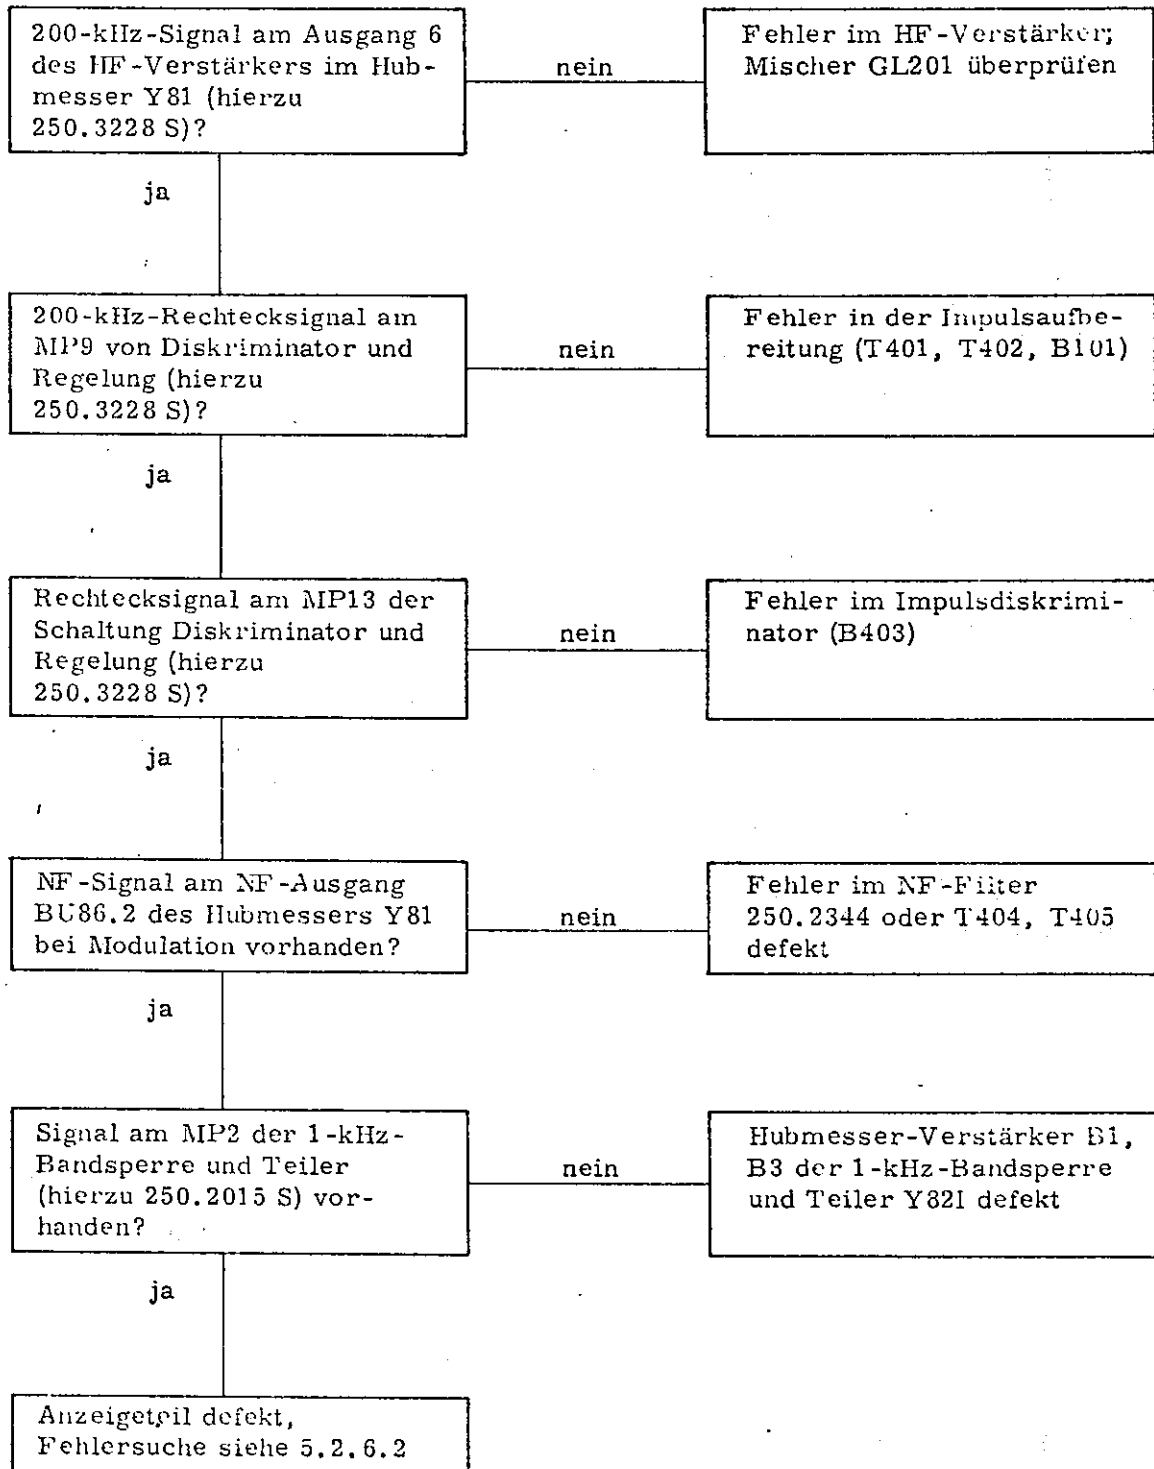 200-kHz-Signal am Ausgang 6
des HF-Verstärkers im Hub-
messer Y81 (hierzu
250.3228 S)?
nein
Fehler im HF-Verstärker;
Mischer GL201 überprüfen
ja
200-kHz-Rechtecksignal am
MP9 von Diskriminator und
Regelung (hierzu
250.3228 S)?
nein
Fehler in der Impulsaufbe-
reitung (T401, T402, B101)
ja
Rechtecksignal am MP13 der
Schaltung Diskriminator und
Regelung (hierzu
250.3228 S)?
nein
Fehler im Impulsdiskrimi-
nator (B403)
ja
NF-Signal am NF-Ausgang
BU86.2 des Hubmessers Y81
bei Modulation vorhanden?
nein
Fehler im NF-Filter
250.2344 oder T404, T405
defekt
ja
Signal am MP2 der 1-kHz-
Bandsperre und Teiler
(hierzu 250.2015 S) vor-
handen?
nein
Hubmesser-Verstärker B1,
B3 der 1-kHz-Bandsperre
und Teiler Y82I defekt
ja
Anzeigeteil defekt,
Fehlersuche siehe 5.2.6.2